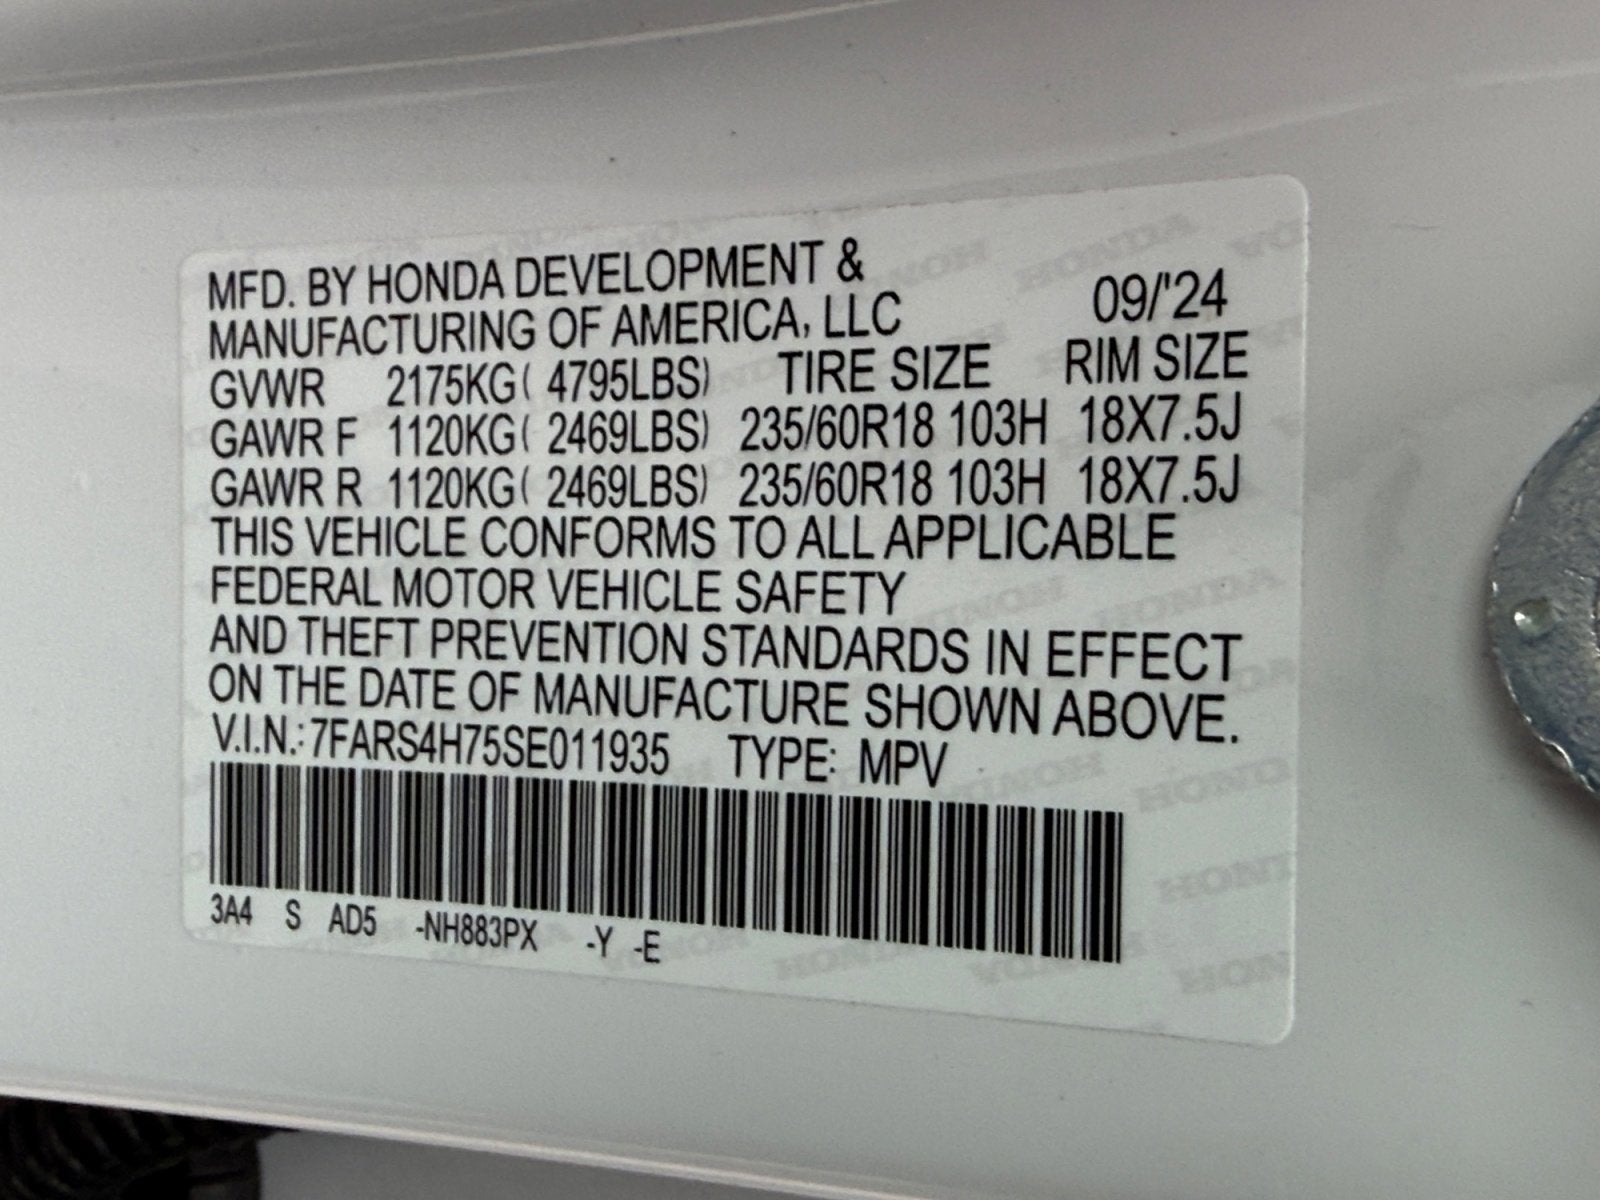 MFD. BY HONDA DEVELOPMENT &
MANUFACTURING OF AMERICA, LLC 09/'24
GVWR 2175KG( 4795LBS) TIRE SIZE RIM SIZE
GAWR F 1120KG( 2469LBS) 235/60R18 103H 18X7.5J
GAWR R 1120KG( 2469LBS) 235/60R18 103H 18X7.5J
THIS VEHICLE CONFORMS TO ALL APPLICABLE
FEDERAL MOTOR VEHICLE SAFETY
AND THEFT PREVENTION STANDARDS IN EFFECT
ON THE DATE OF MANUFACTURE SHOWN ABOVE.
V.I.N.: 7FARS4H75SE011935 TYPE: MPV
3A4 S AD5 -NH883PX -Y -E